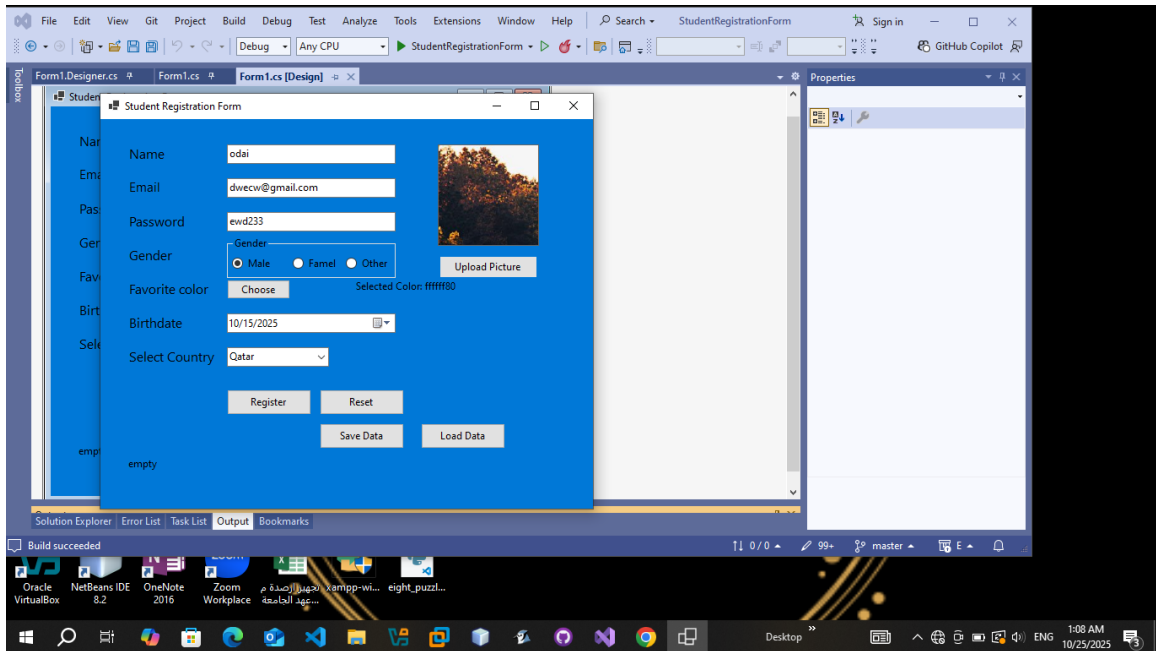 File Edit View Git Project Build Debug Test Analyze Tools Extensions Window Help Search StudentRegistrationForm Sign in
Debug Any CPU StudentRegistrationForm GitHub Copilot
Toolbox
Form1.Designer.cs Form1.cs Form1.cs [Design]
Properties
Student Registration Form
Name
odai
Email
dwecw@gmail.com
Password
ewd233
Gender
Gender
Male Famel Other
Upload Picture
Favorite color
Choose
Selected Color: ffffff80
Birthdate
10/15/2025
Select Country
Qatar
Register Reset
Save Data Load Data
empty
Solution Explorer Error List Task List Output Bookmarks
Build succeeded
0 / 0 99+ master E
Oracle VirtualBox
NetBeans IDE 8.2
OneNote 2016
Zoom Workplace
xampp-wi...
eight_puzzl...
Desktop
ENG
1:08 AM
10/25/2025
3